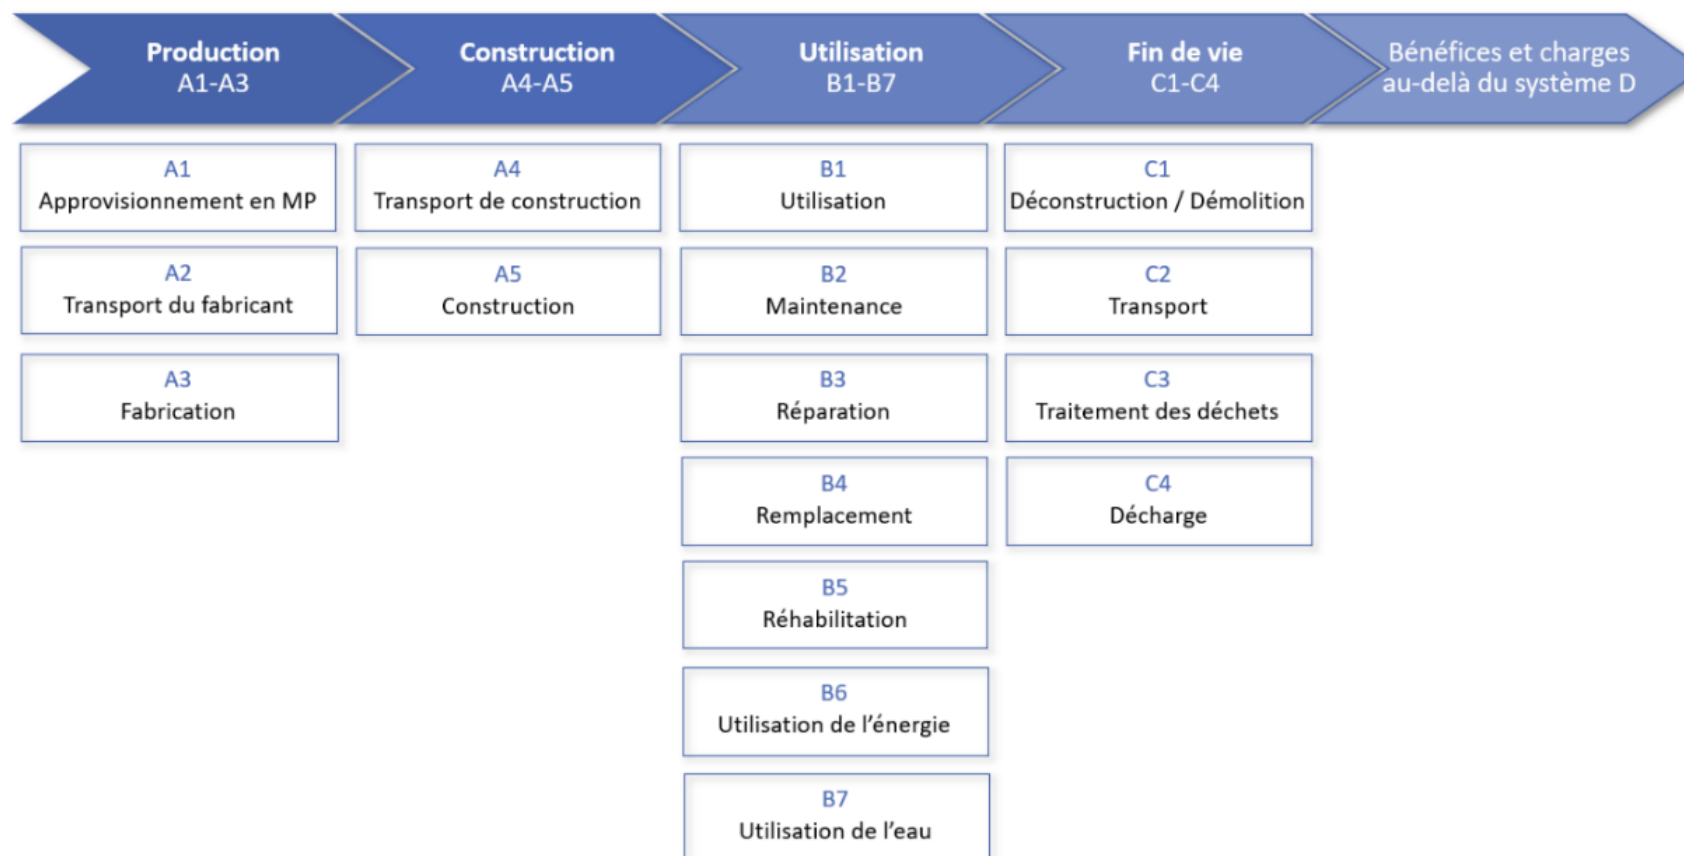 Production
A1-A3
Construction
A4-A5
Utilisation
B1-B7
Fin de vie
C1-C4
Bénéfices et charges
au-delà du système D
A1
Approvisionnement en MP
A2
Transport du fabricant
A3
Fabrication
A4
Transport de construction
A5
Construction
B1
Utilisation
B2
Maintenance
B3
Réparation
B4
Remplacement
B5
Réhabilitation
B6
Utilisation de l’énergie
B7
Utilisation de l’eau
C1
Déconstruction / Démolition
C2
Transport
C3
Traitement des déchets
C4
Décharge